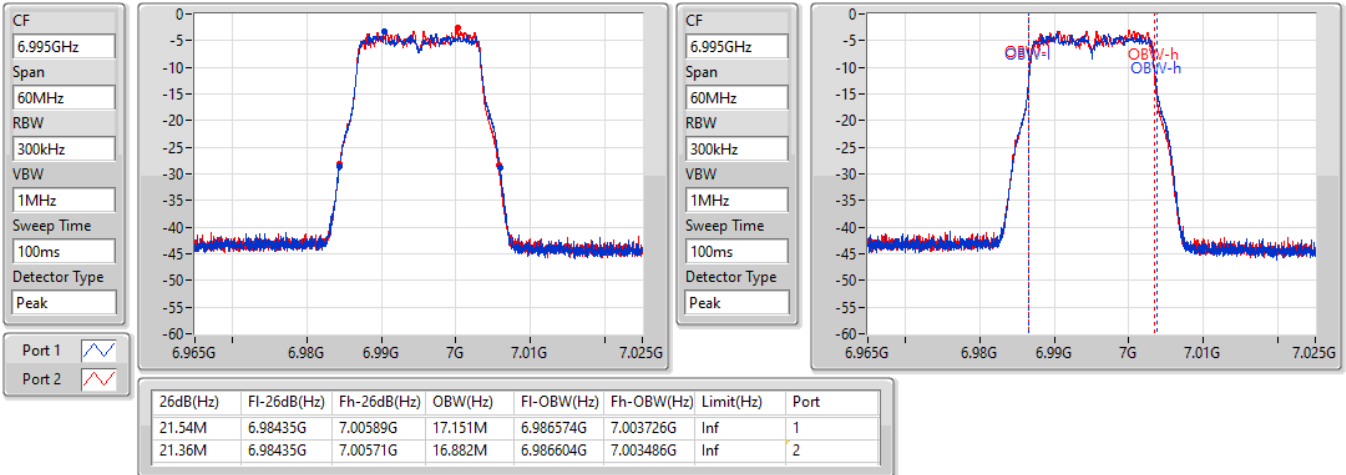 CF
6.995GHz
Span
60MHz
RBW
300kHz
VBW
1MHz
Sweep Time
100ms
Detector Type
Peak
Port 1
Port 2
0-
-5-
-10-
-15-
-20-
-25-
-30-
-35-
-40-
-45-
-50-
-55-
-60-
6.965G 6.98G 6.99G 7G 7.01G 7.025G
CF
6.995GHz
Span
60MHz
RBW
300kHz
VBW
1MHz
Sweep Time
100ms
Detector Type
Peak
0-
-5-
-10-
-15-
-20-
-25-
-30-
-35-
-40-
-45-
-50-
-55-
-60-
OBW-l OBW-h
OBW-l OBW-h
6.965G 6.98G 6.99G 7G 7.01G 7.025G
26dB(Hz) Fl-26dB(Hz) Fh-26dB(Hz) OBW(Hz) Fl-OBW(Hz) Fh-OBW(Hz) Limit(Hz) Port
21.54M 6.98435G 7.00589G 17.151M 6.986574G 7.003726G Inf 1
21.36M 6.98435G 7.00571G 16.882M 6.986604G 7.003486G Inf 2